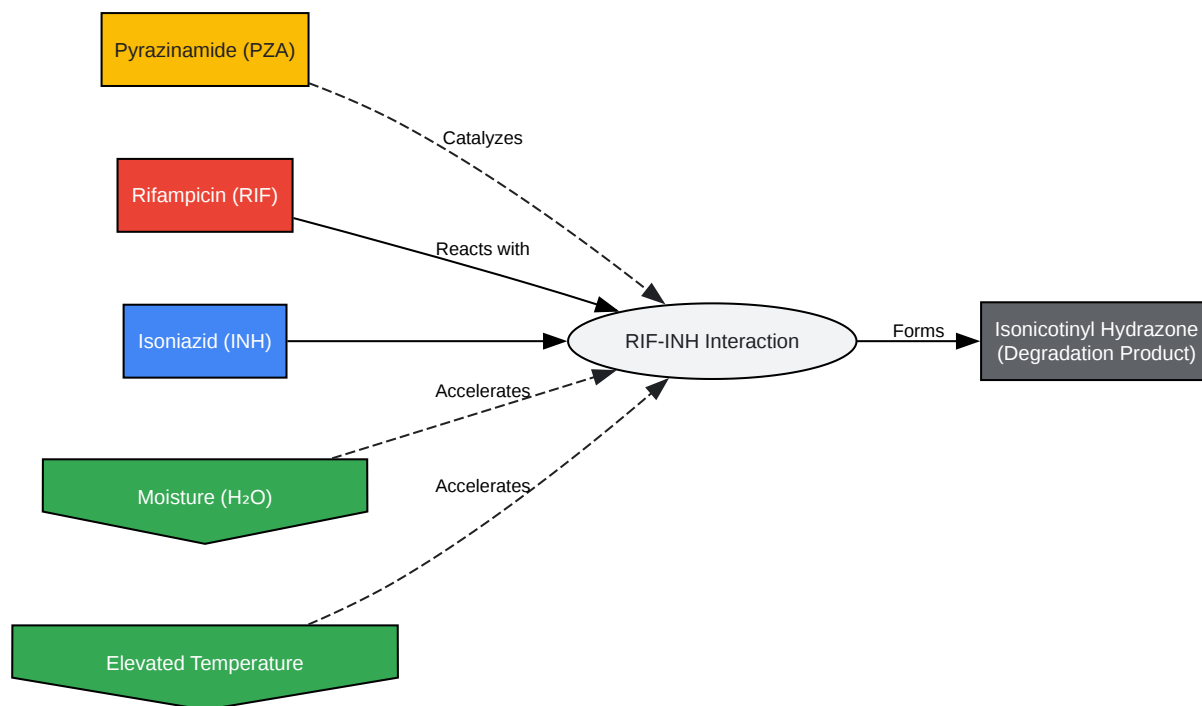 Pyrazinamide (PZA)
Catalyzes
Rifampicin (RIF)
Reacts with
Isoniazid (INH)
RIF-INH Interaction
Forms
Isonicotinyl Hydrazone
(Degradation Product)
Accelerates
Moisture (H₂O)
Accelerates
Elevated Temperature